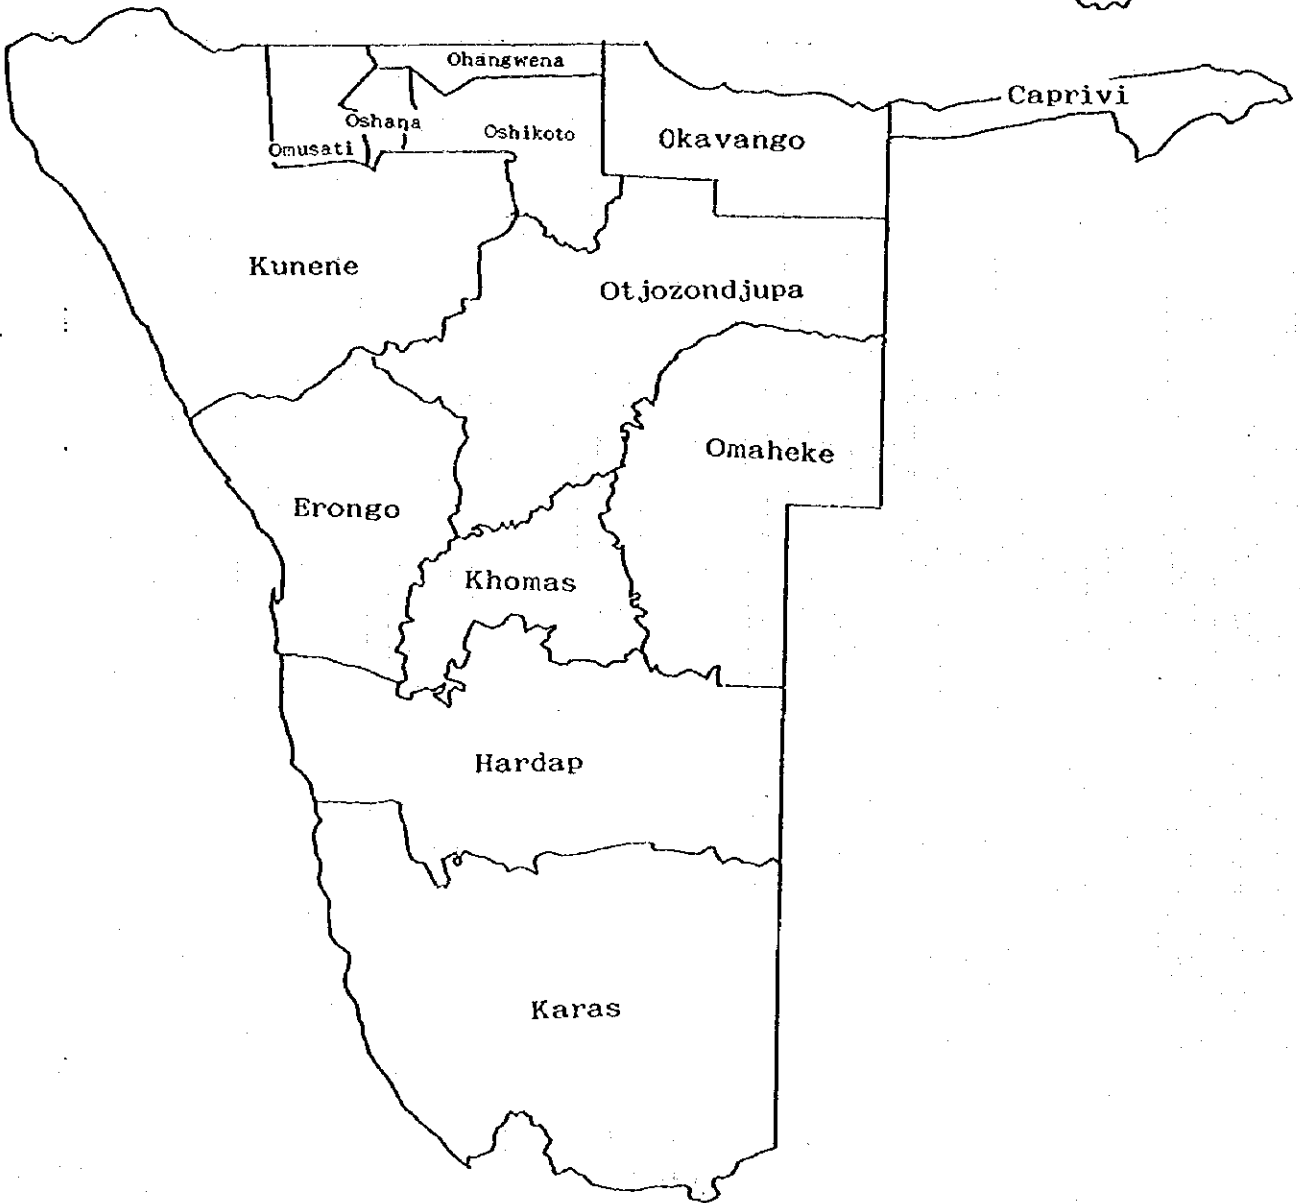 Ohangwena
Caprivi
Oshana
Oshikoto
Okavango
Omusati
Kunene
Otjozondjupa
Omaheke
Erongo
Khomas
Hardap
Karas